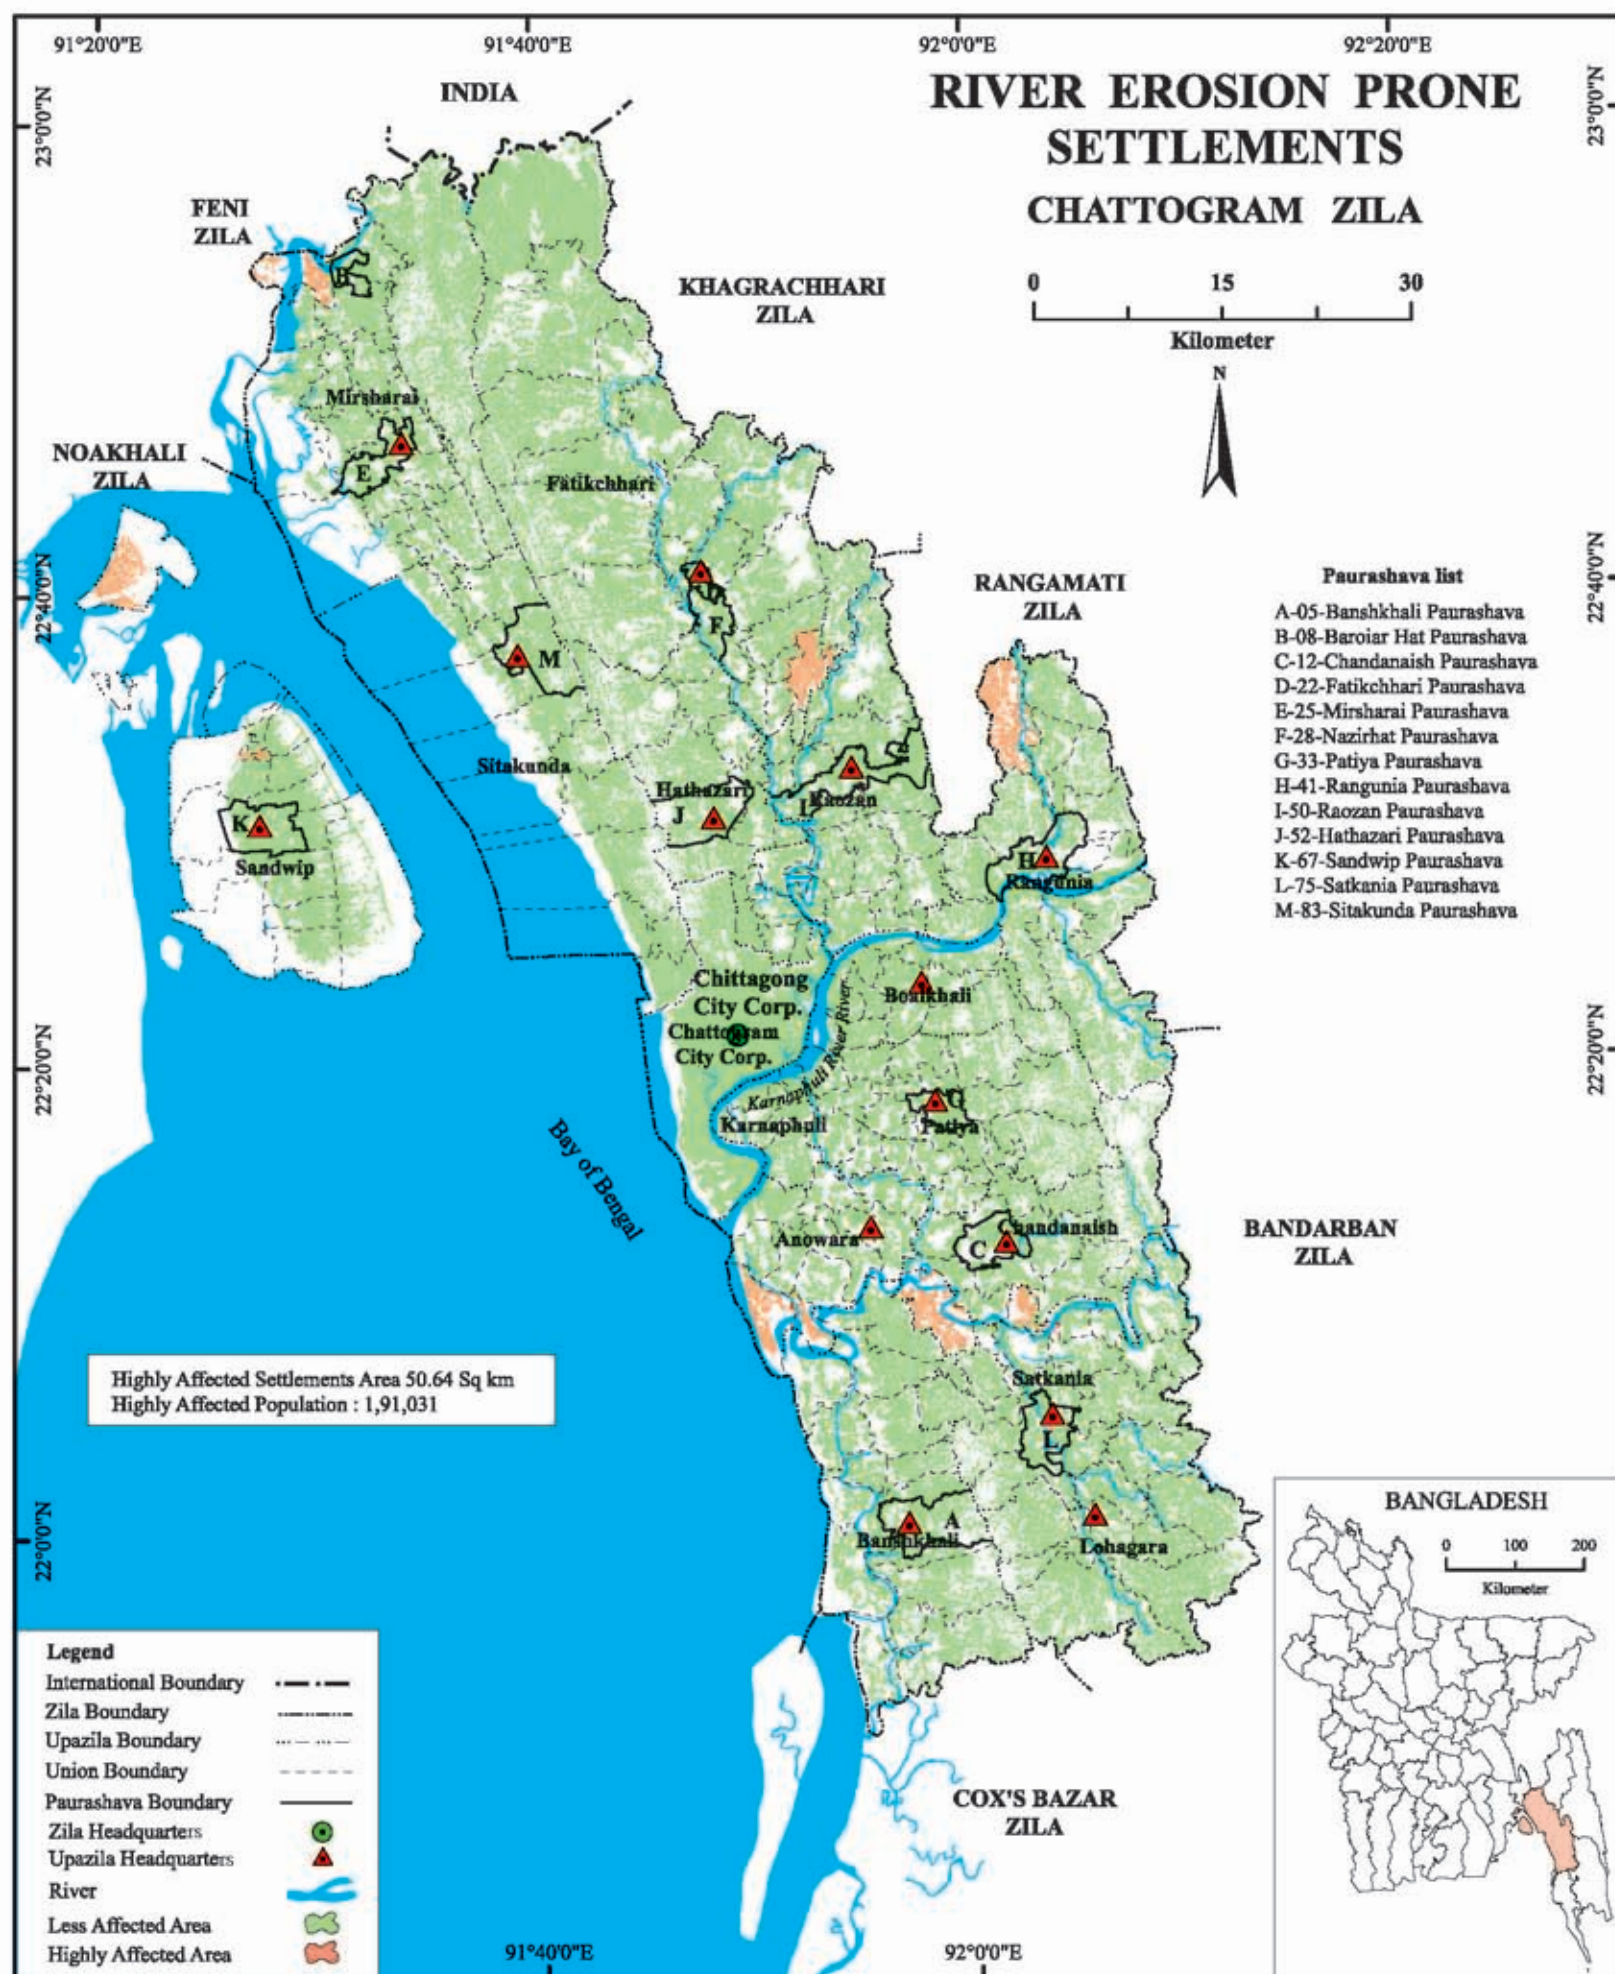 91°20'0"E
91°40'0"E
92°0'0"E
92°20'0"E
23°0'0"N
23°0'0"N
INDIA
RIVER EROSION PRONE
SETTLEMENTS
CHATTOGRAM ZILA
FENI
ZILA
KHAGRACHHARI
ZILA
0 15 30
Kilometer
N
B
Mirsharai
E
NOAKHALI
ZILA
Fatikchhari
22°40'0"N
22°40'0"N
RANGAMATI
ZILA
Paurashava list
A-05-Banshkhali Paurashava
B-08-Baroiar Hat Paurashava
C-12-Chandanaish Paurashava
D-22-Fatikchhari Paurashava
E-25-Mirsharai Paurashava
F-28-Nazirhat Paurashava
G-33-Patiya Paurashava
H-41-Rangunia Paurashava
I-50-Raozan Paurashava
J-52-Hathazari Paurashava
K-67-Sandwip Paurashava
L-75-Satkania Paurashava
M-83-Sitakunda Paurashava
D
F
M
Sitakunda
Hathazari
J
I
Raozan
K
Sandwip
H
Rangunia
Chittagong
City Corp.
Chattogram
City Corp.
Boalkhali
Karnaphuli River River
Karnaphuli
G
Patiya
22°20'0"N
22°20'0"N
Bay of Bengal
Anowara
Chandanaish
C
BANDARBAN
ZILA
Highly Affected Settlements Area 50.64 Sq km
Highly Affected Population : 1,91,031
Satkania
L
A
Banshkhali
Lohagara
22°0'0"N
BANGLADESH
0 100 200
Kilometer
COX'S BAZAR
ZILA
Legend
International Boundary
Zila Boundary
Upazila Boundary
Union Boundary
Paurashava Boundary
Zila Headquarters
Upazila Headquarters
River
Less Affected Area
Highly Affected Area
91°40'0"E
92°0'0"E